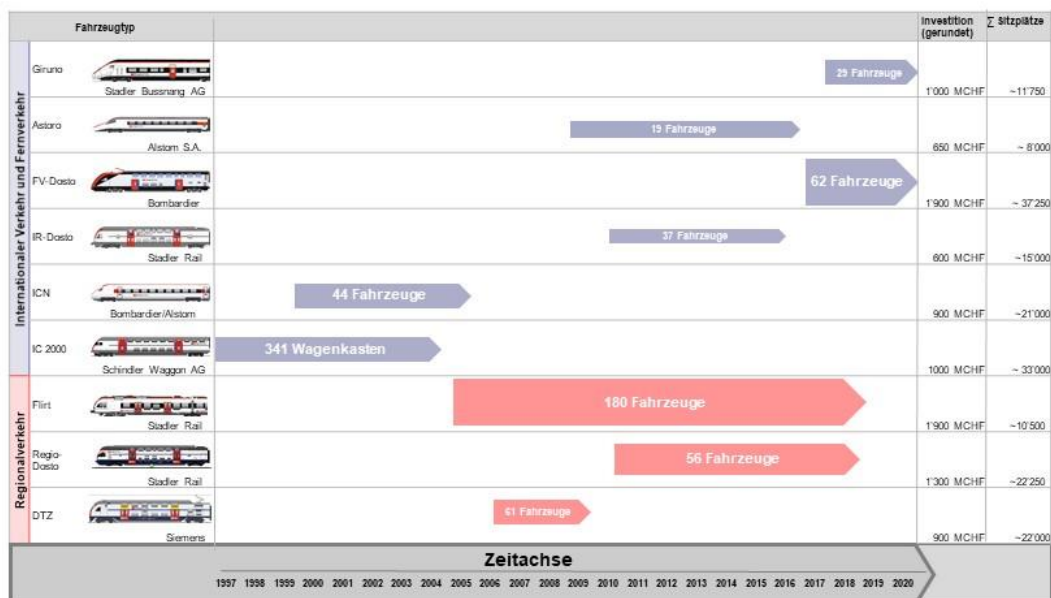 Fahrzeugtyp
Investition
(gerundet)
∑ Sitzplätze
Internationaler Verkehr und Fernverkehr
Giruno
Stadler Bussnang AG
29 Fahrzeuge
1'000 MCHF
~11'750
Astoro
Alstom S.A.
19 Fahrzeuge
650 MCHF
~ 8'000
FV-Dosto
Bombardier
62 Fahrzeuge
1'900 MCHF
~ 37'250
IR-Dosto
Stadler Rail
37 Fahrzeuge
600 MCHF
~15'000
ICN
Bombardier/Alstom
44 Fahrzeuge
900 MCHF
~21'000
IC 2000
Schindler Waggon AG
341 Wagenkasten
1000 MCHF
~ 33'000
Regionalverkehr
Flirt
Stadler Rail
180 Fahrzeuge
1'900 MCHF
~10'500
Regio-
Dosto
Stadler Rail
56 Fahrzeuge
1'300 MCHF
~22'250
DTZ
Siemens
61 Fahrzeuge
900 MCHF
~22'000
Zeitachse
1997 1998 1999 2000 2001 2002 2003 2004 2005 2006 2007 2008 2009 2010 2011 2012 2013 2014 2015 2016 2017 2018 2019 2020